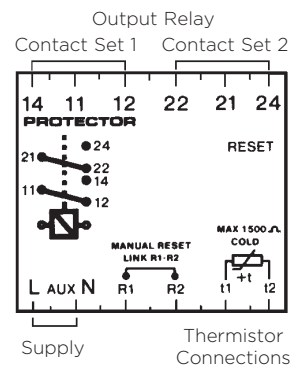 Output Relay
Contact Set 1 Contact Set 2
14 11 12 22 21 24
PROTECTOR
24 RESET
21
22
14
11
12
MAX 1500 Ω
COLD
MANUAL RESET
LINK R1-R2
+t
L AUX N R1 R2 t1 t2
Supply Thermistor
Connections